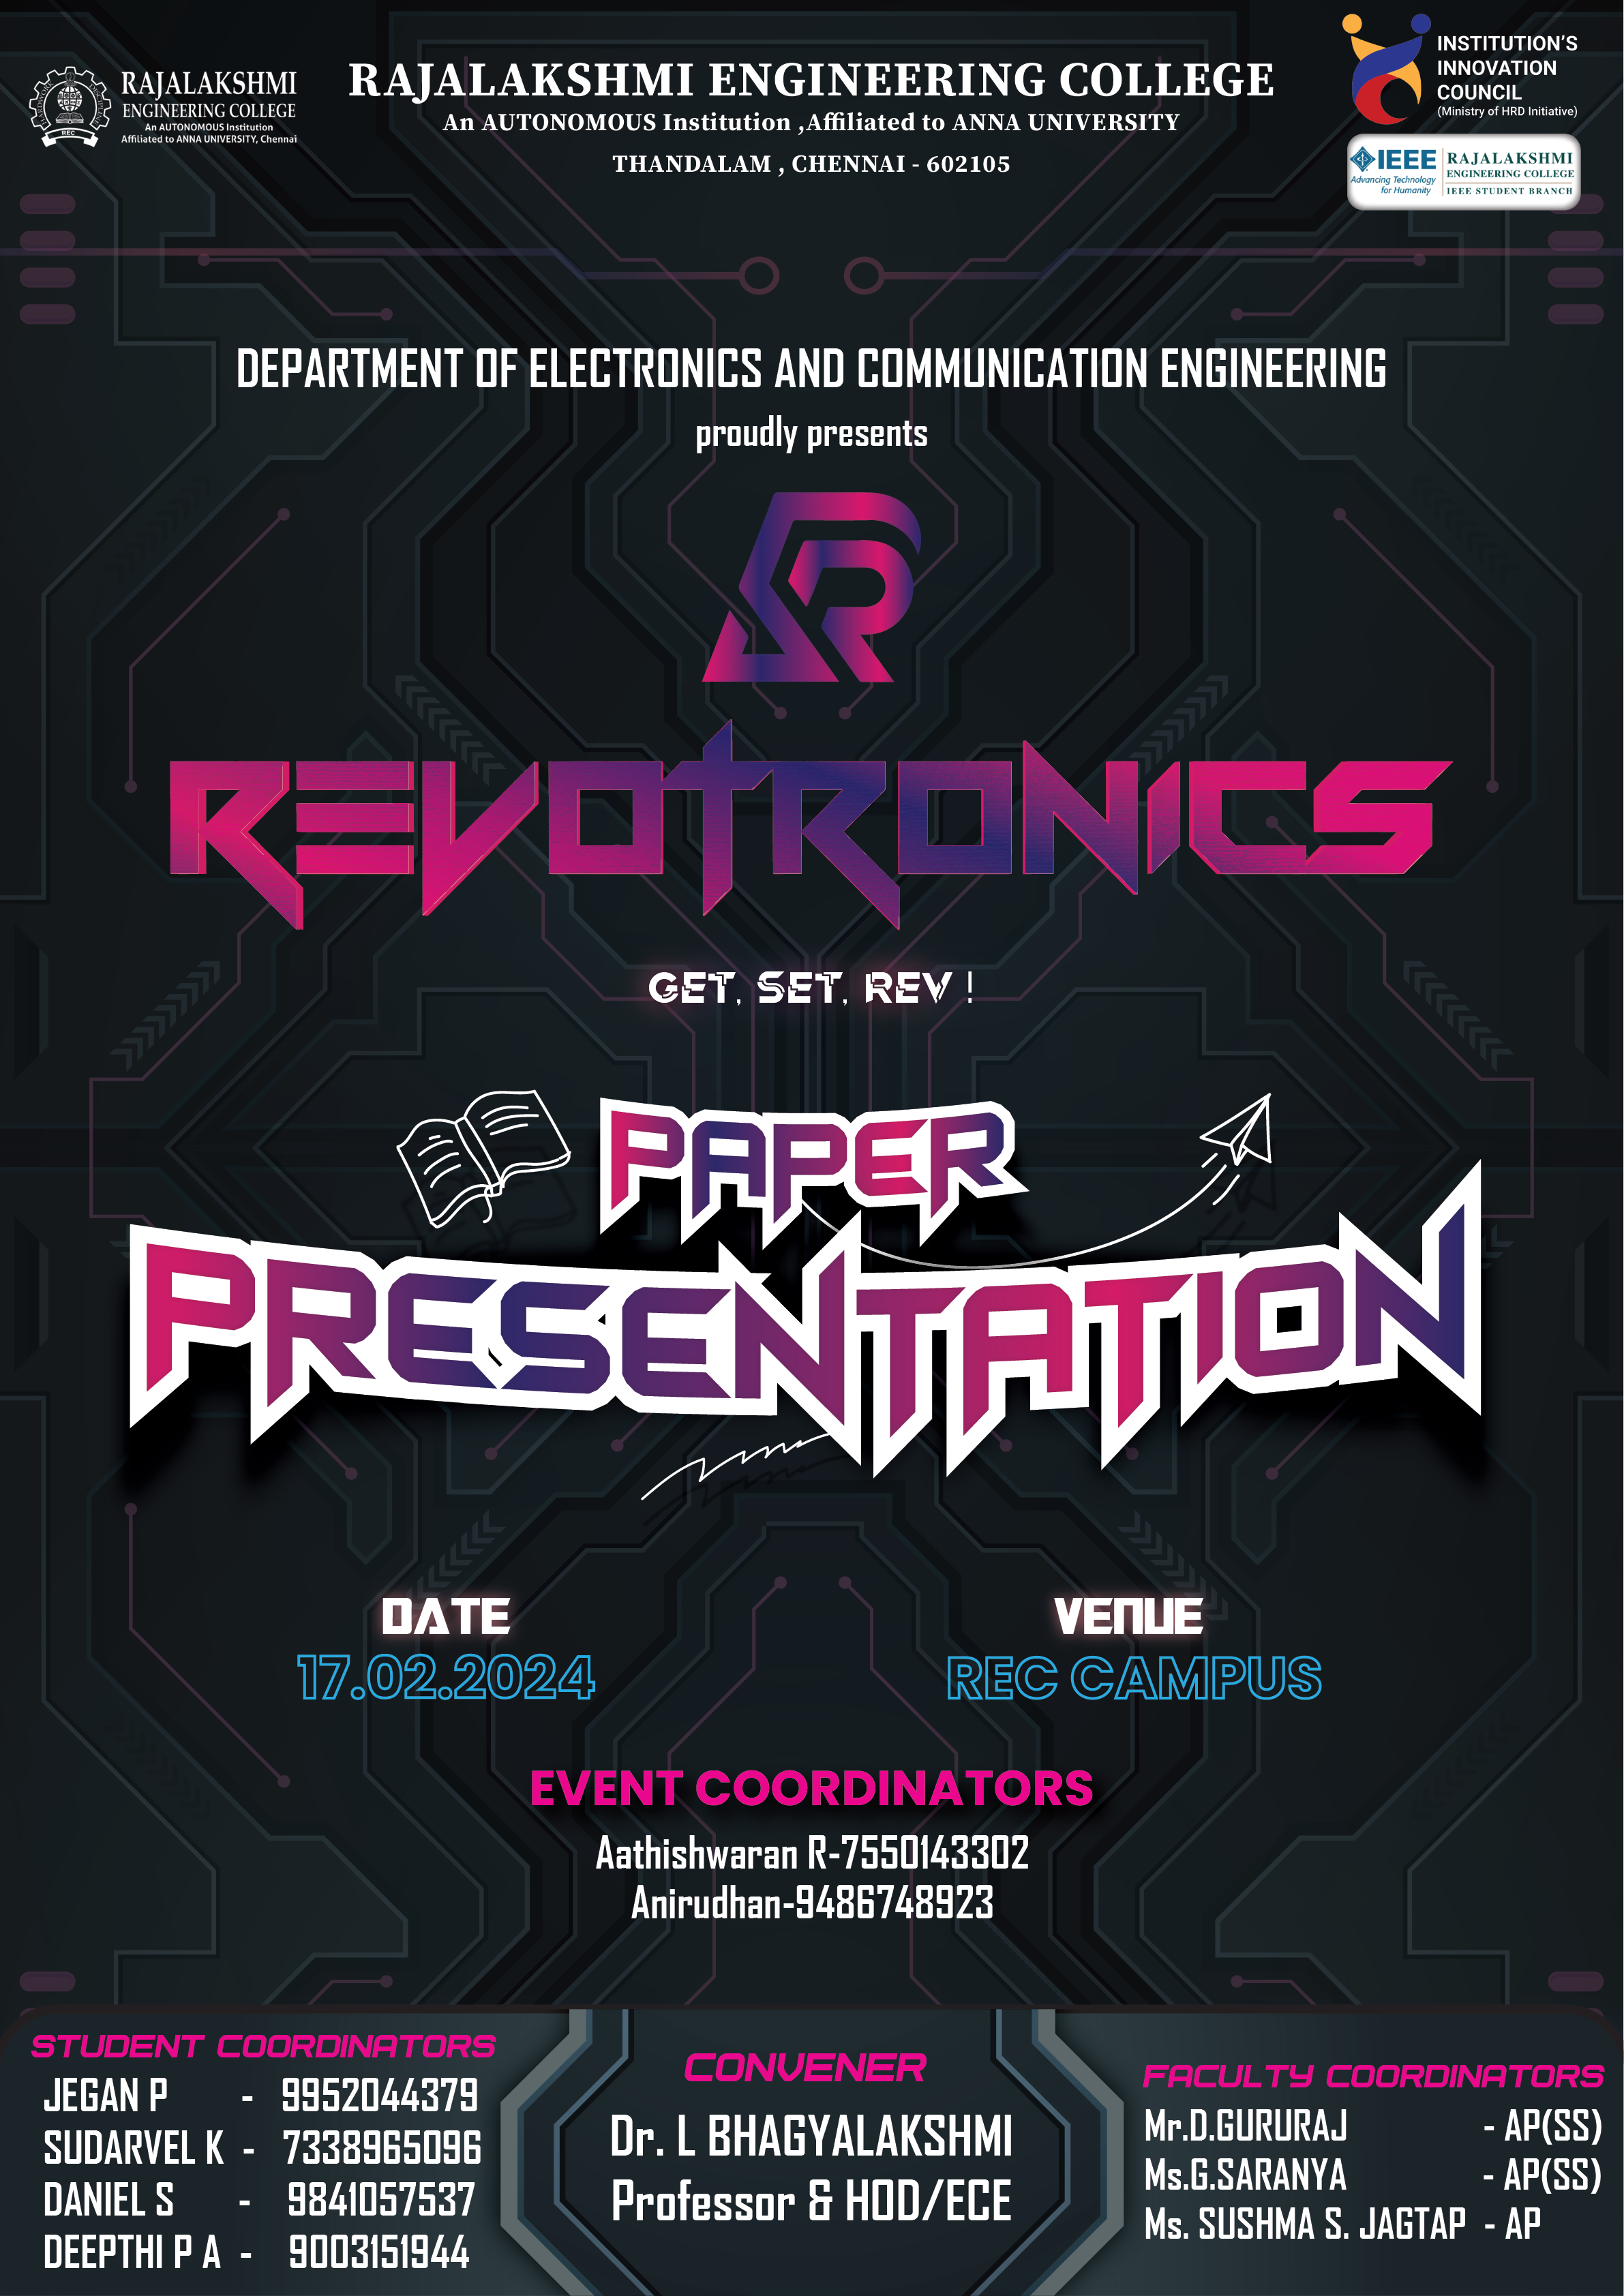 RAJALAKSHMI
ENGINEERING COLLEGE
An AUTONOMOUS Institution
Affiliated to ANNA UNIVERSITY, Chennai
REC
RAJALAKSHMI ENGINEERING COLLEGE
An AUTONOMOUS Institution ,Affiliated to ANNA UNIVERSITY
THANDALAM , CHENNAI - 602105
INSTITUTION'S
INNOVATION
COUNCIL
(Ministry of HRD Initiative)
IEEE
Advancing Technology
for Humanity
RAJALAKSHMI
ENGINEERING COLLEGE
IEEE STUDENT BRANCH
DEPARTMENT OF ELECTRONICS AND COMMUNICATION ENGINEERING
proudly presents
REVOTRONICS
GET, SET, REV !
PAPER
PRESENTATION
DATE
17.02.2024
VENUE
REC CAMPUS
EVENT COORDINATORS
Aathishwaran R-7550143302
Anirudhan-9486748923
STUDENT COORDINATORS
JEGAN P - 9952044379
SUDARVEL K - 7338965096
DANIEL S - 9841057537
DEEPTHI P A - 9003151944
CONVENER
Dr. L BHAGYALAKSHMI
Professor & HOD/ECE
FACULTY COORDINATORS
Mr.D.GURURAJ - AP(SS)
Ms.G.SARANYA - AP(SS)
Ms. SUSHMA S. JAGTAP - AP